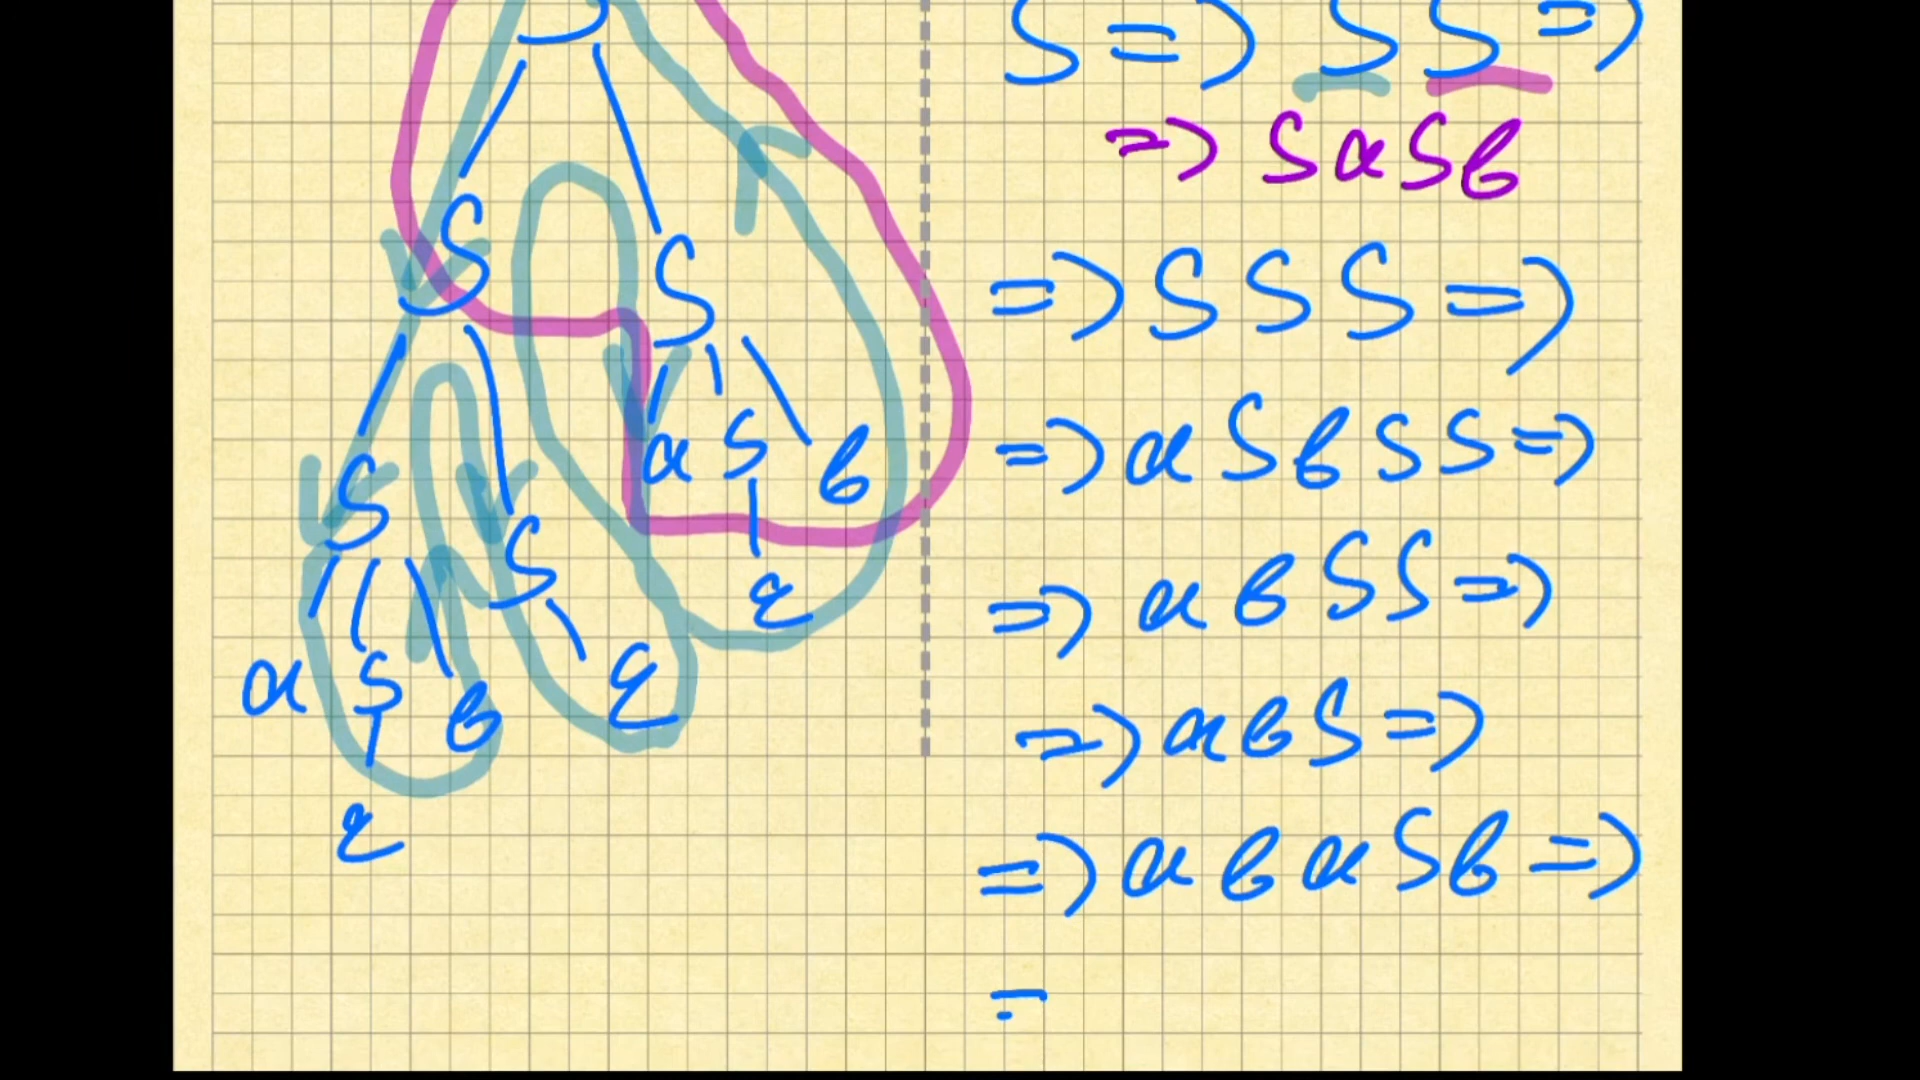 S => S S =>
=> S a S b
=> S S S =>
=> a S b S S =>
=> a b S S =>
=> a b S =>
=> a b a S b =>
=
S
S S
a S b
S S ε
a S b ε
ε